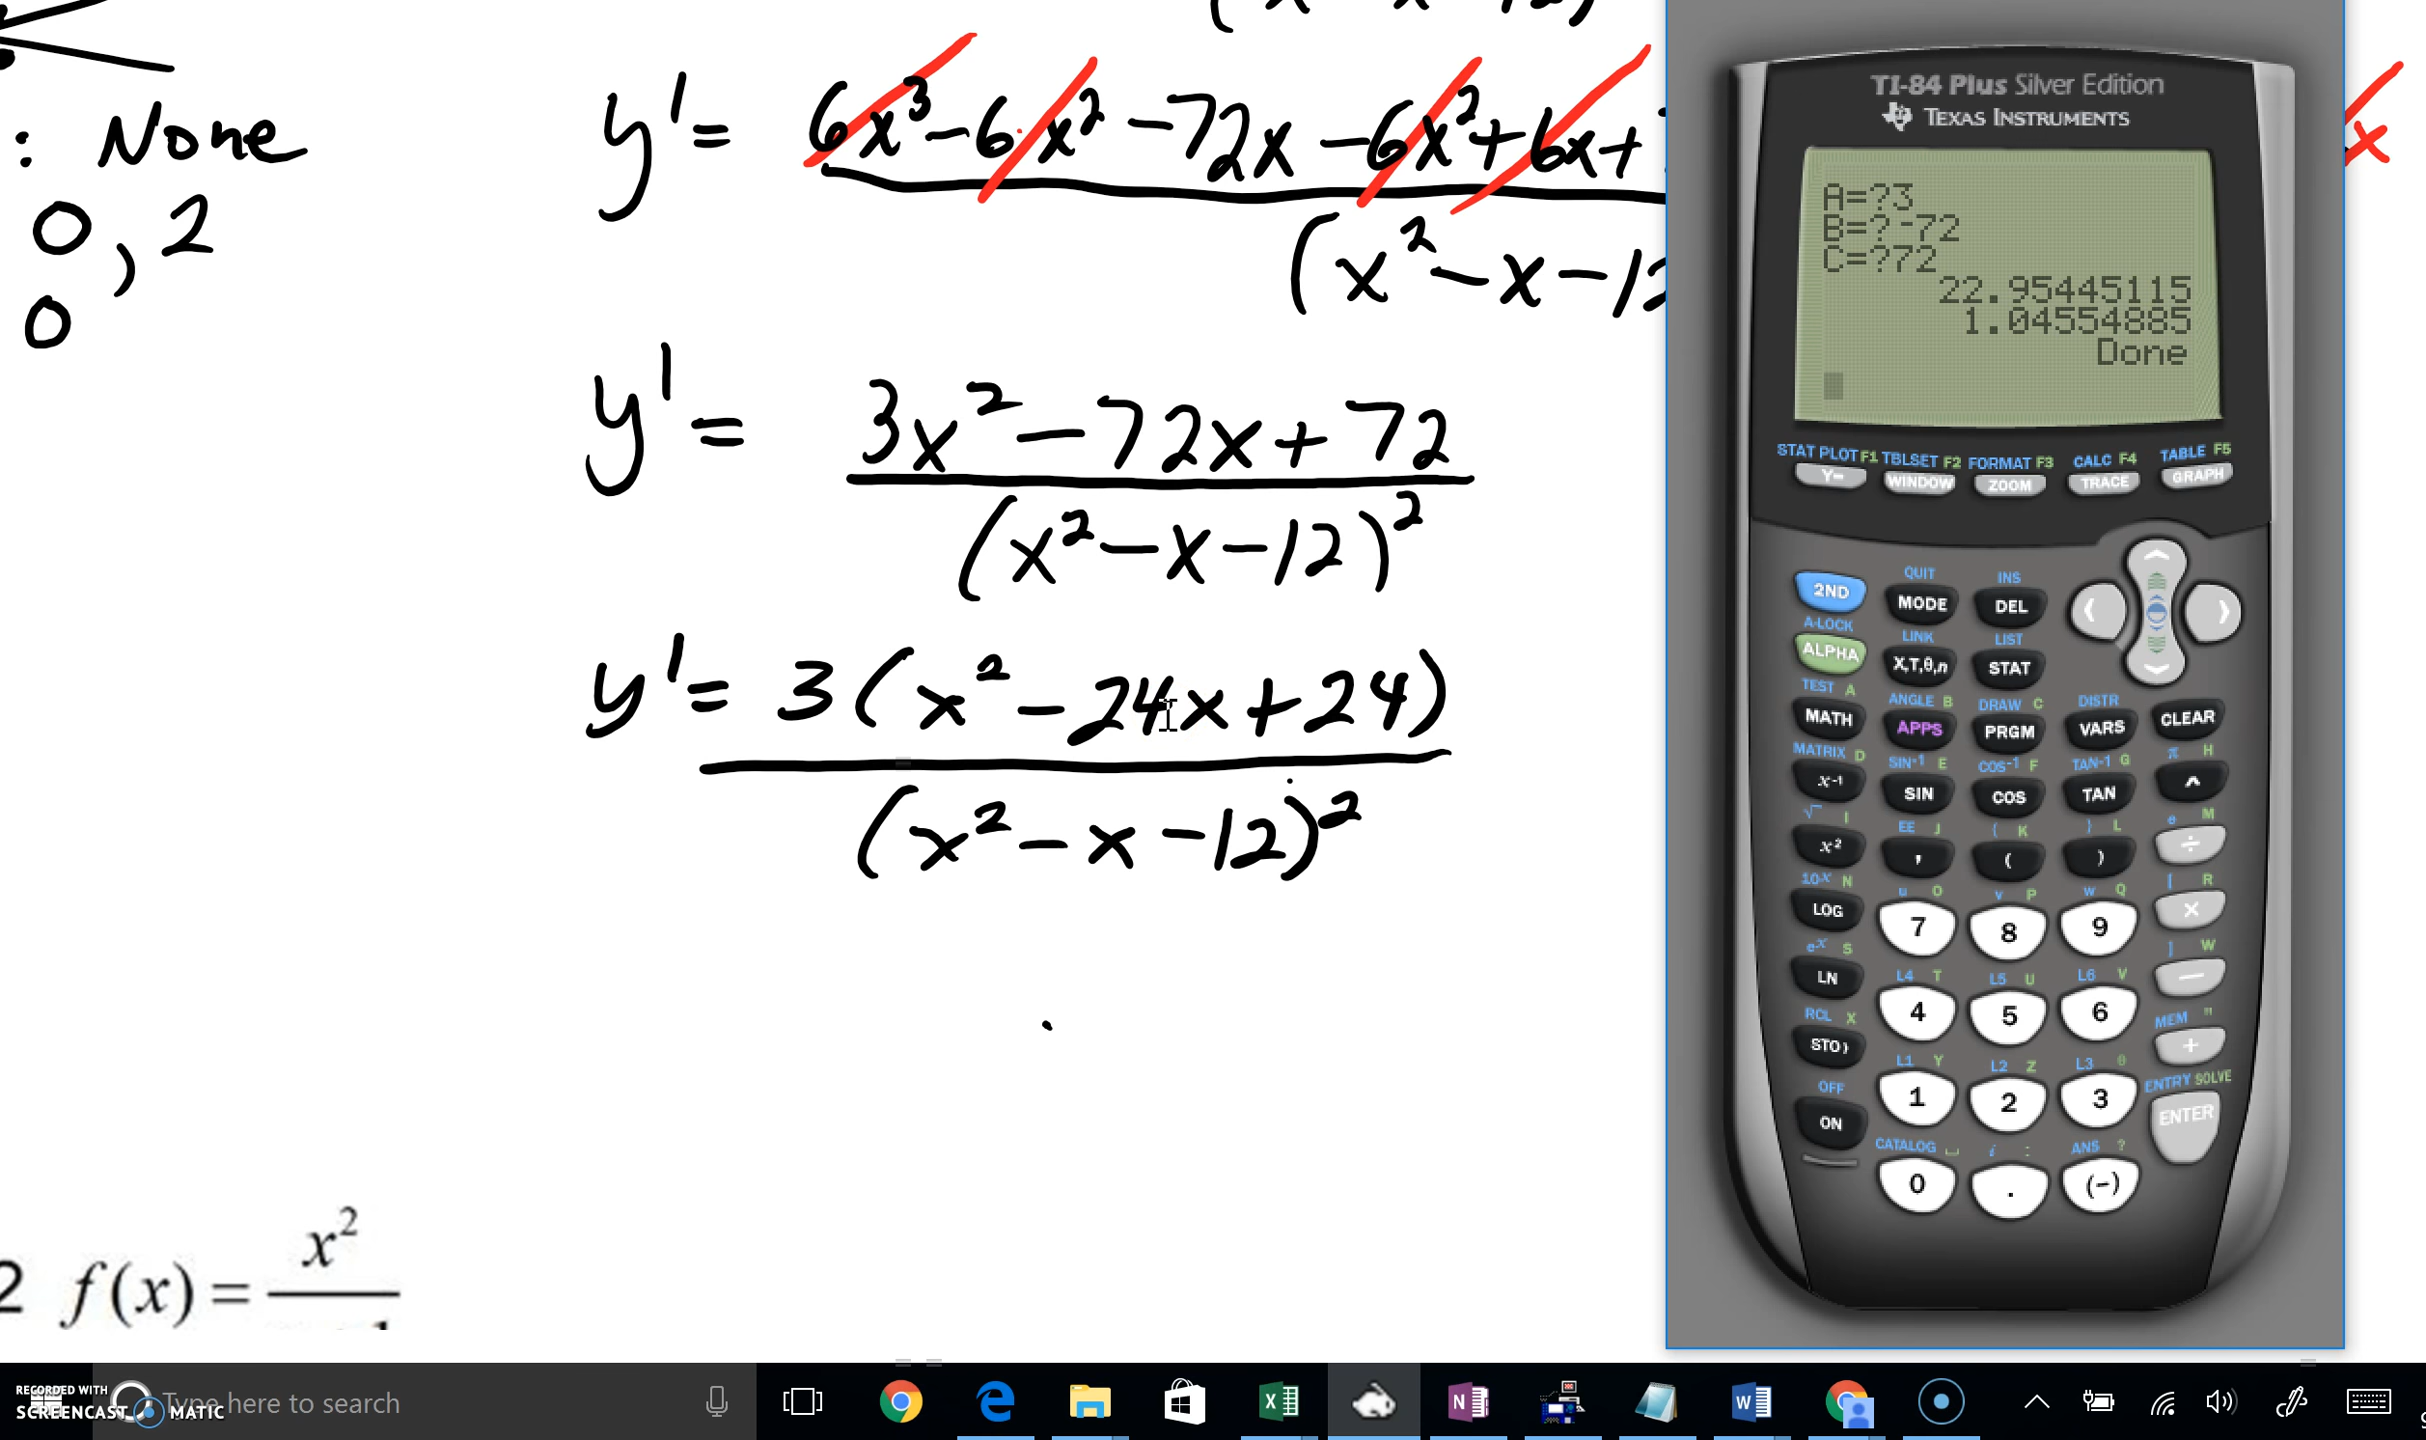 : None
0, 2
0
y' = 6x³ - 6x² - 72x - 6x² + 6x +
(x² - x - 12
x
y' = 3x² - 72x + 72
(x² - x - 12)²
y' = 3(x² - 24x + 24)
(x² - x - 12)²
2 f(x) = x²
TI-84 Plus Silver Edition
TEXAS INSTRUMENTS
A=?3
B=?-72
C=?72
22.95445115
1.04554885
Done
STAT PLOT F1 TBLSET F2 FORMAT F3 CALC F4 TABLE F5
Y= WINDOW ZOOM TRACE GRAPH
QUIT INS
2ND MODE DEL
A-LOCK LINK LIST
ALPHA X,T,θ,n STAT
TEST A ANGLE B DRAW C DISTR
MATH APPS PRGM VARS CLEAR
MATRIX D SIN⁻¹ E COS⁻¹ F TAN⁻¹ G π H
x⁻¹ SIN COS TAN ^
√ I EE J { K } L e M
x² , ( ) ÷
10ˣ N u O v P w Q [ R
LOG 7 8 9 ×
eˣ S L4 T L5 U L6 V ] W
LN 4 5 6 −
RCL X L1 Y L2 Z L3 θ MEM "
STO› 1 2 3 +
OFF CATALOG ⎵ i : ANS ? ENTRY SOLVE
ON 0 . (-) ENTER
RECORDED WITH
SCREENCAST MATIC
Type here to search